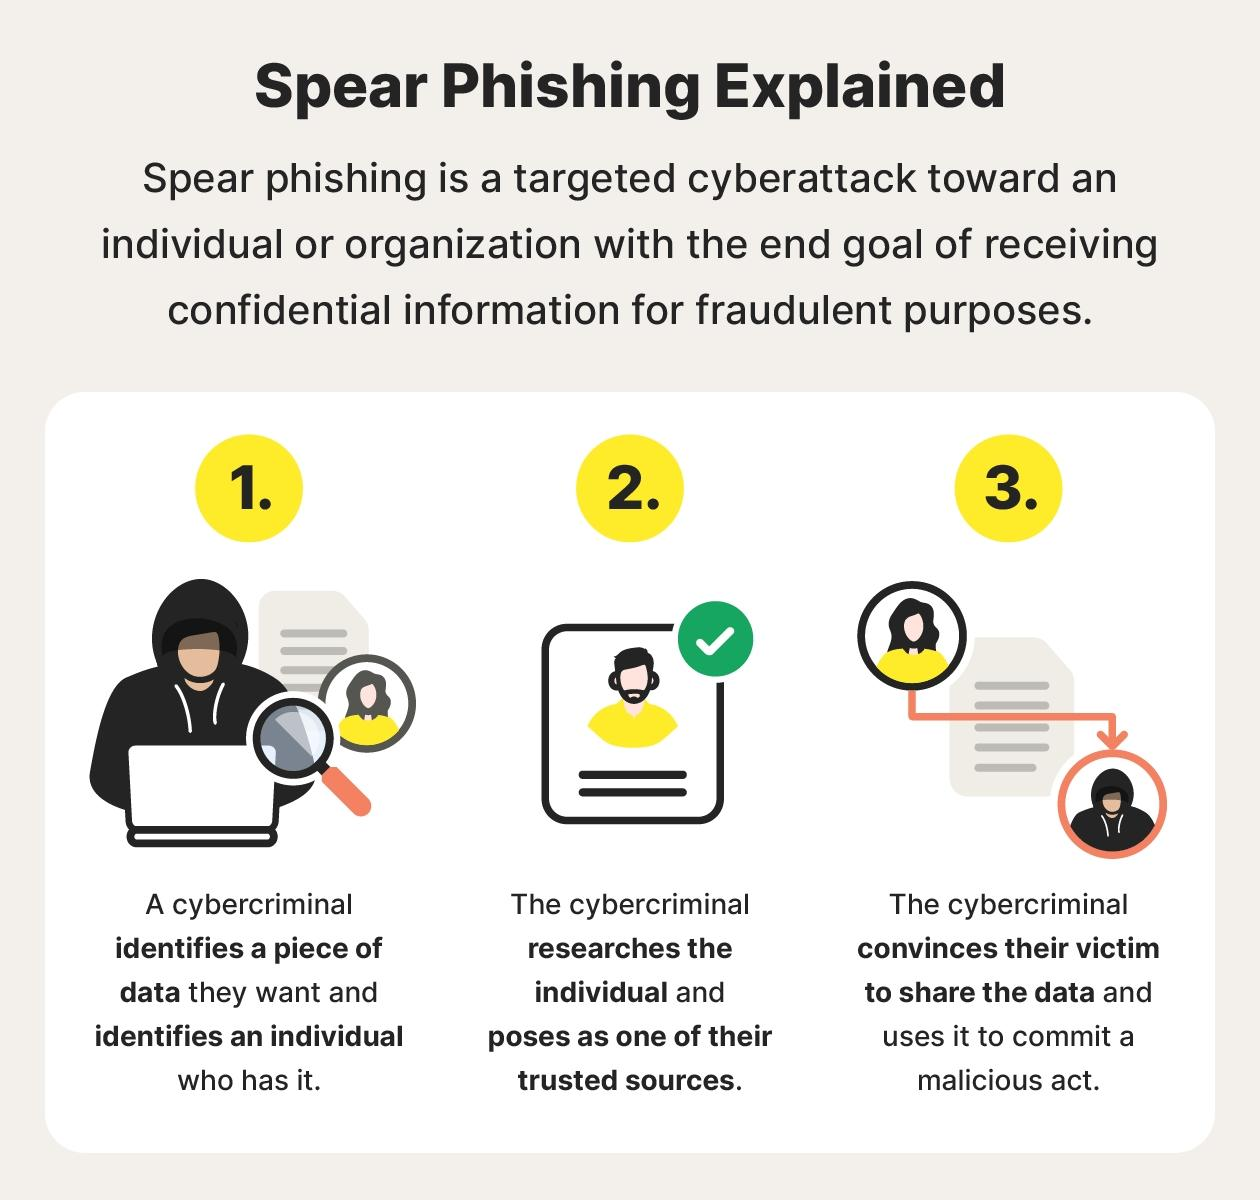 Spear Phishing Explained
Spear phishing is a targeted cyberattack toward an
individual or organization with the end goal of receiving
confidential information for fraudulent purposes.
1.
A cybercriminal
identifies a piece of
data they want and
identifies an individual
who has it.
2.
The cybercriminal
researches the
individual and
poses as one of their
trusted sources.
3.
The cybercriminal
convinces their victim
to share the data and
uses it to commit a
malicious act.